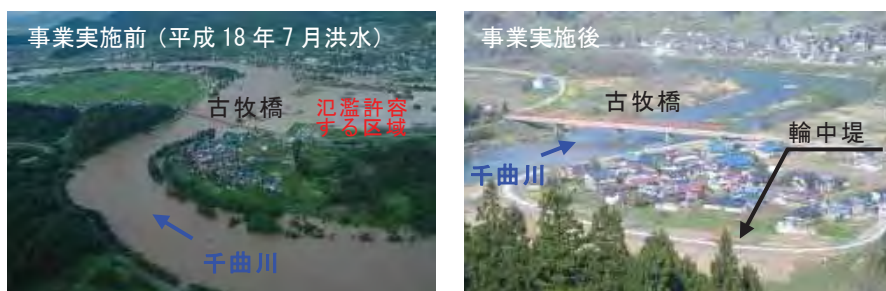 事業実施前（平成18年7月洪水）
古牧橋
氾濫許容
する区域
千曲川
事業実施後
古牧橋
輪中堤
千曲川